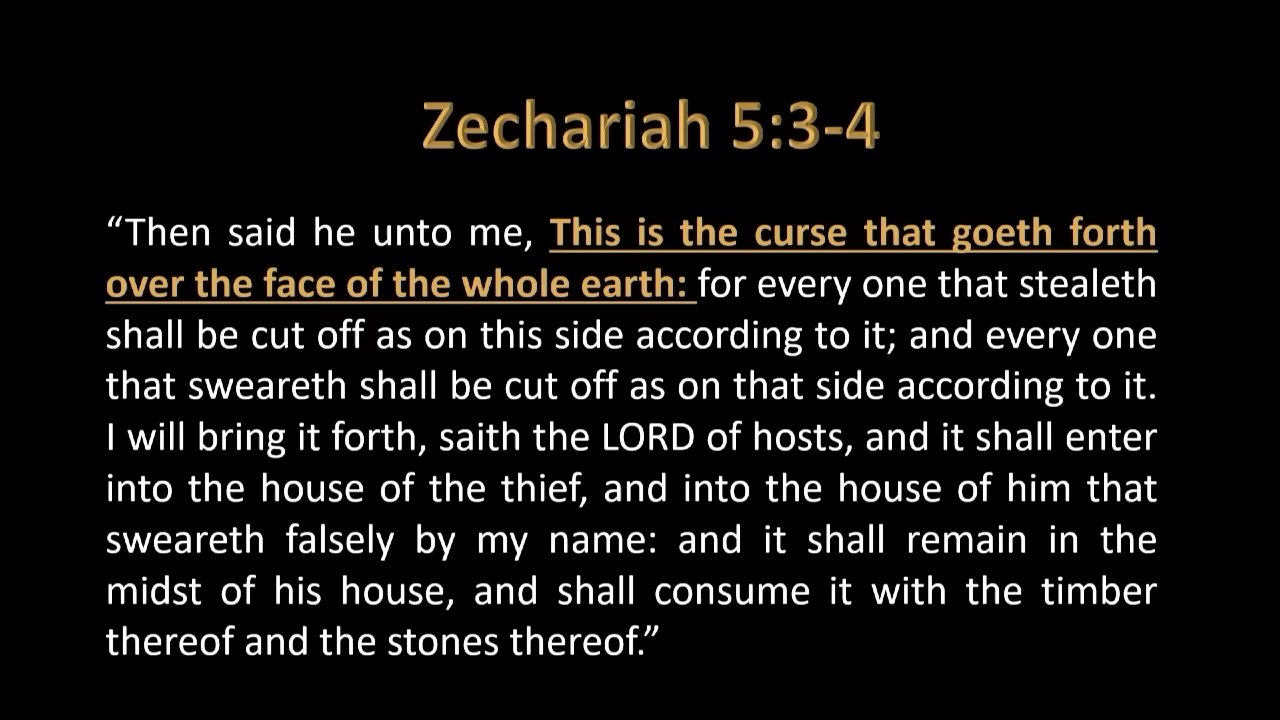 Zechariah 5:3-4
“Then said he unto me, This is the curse that goeth forth
over the face of the whole earth: for every one that stealeth
shall be cut off as on this side according to it; and every one
that sweareth shall be cut off as on that side according to it.
I will bring it forth, saith the LORD of hosts, and it shall enter
into the house of the thief, and into the house of him that
sweareth falsely by my name: and it shall remain in the
midst of his house, and shall consume it with the timber
thereof and the stones thereof.”